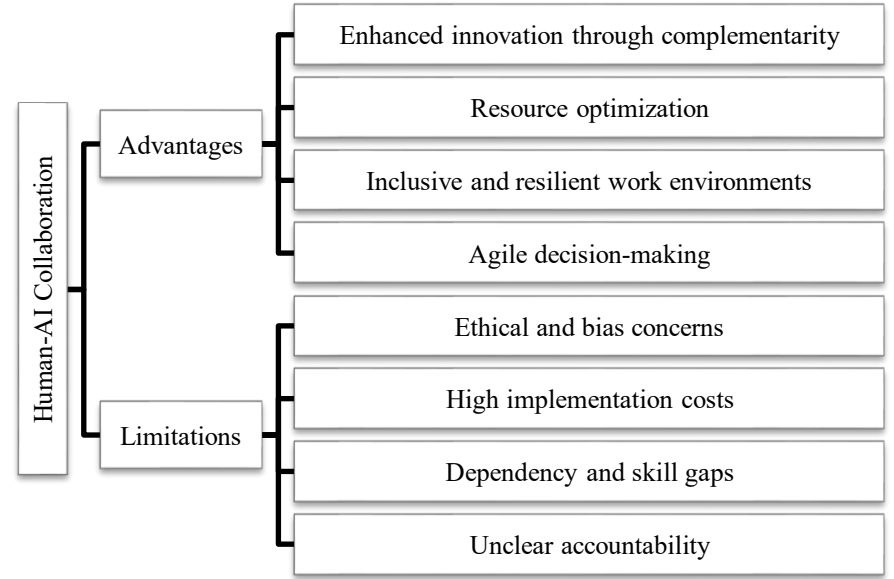 Human-AI Collaboration
Advantages
Enhanced innovation through complementarity
Resource optimization
Inclusive and resilient work environments
Agile decision-making
Limitations
Ethical and bias concerns
High implementation costs
Dependency and skill gaps
Unclear accountability